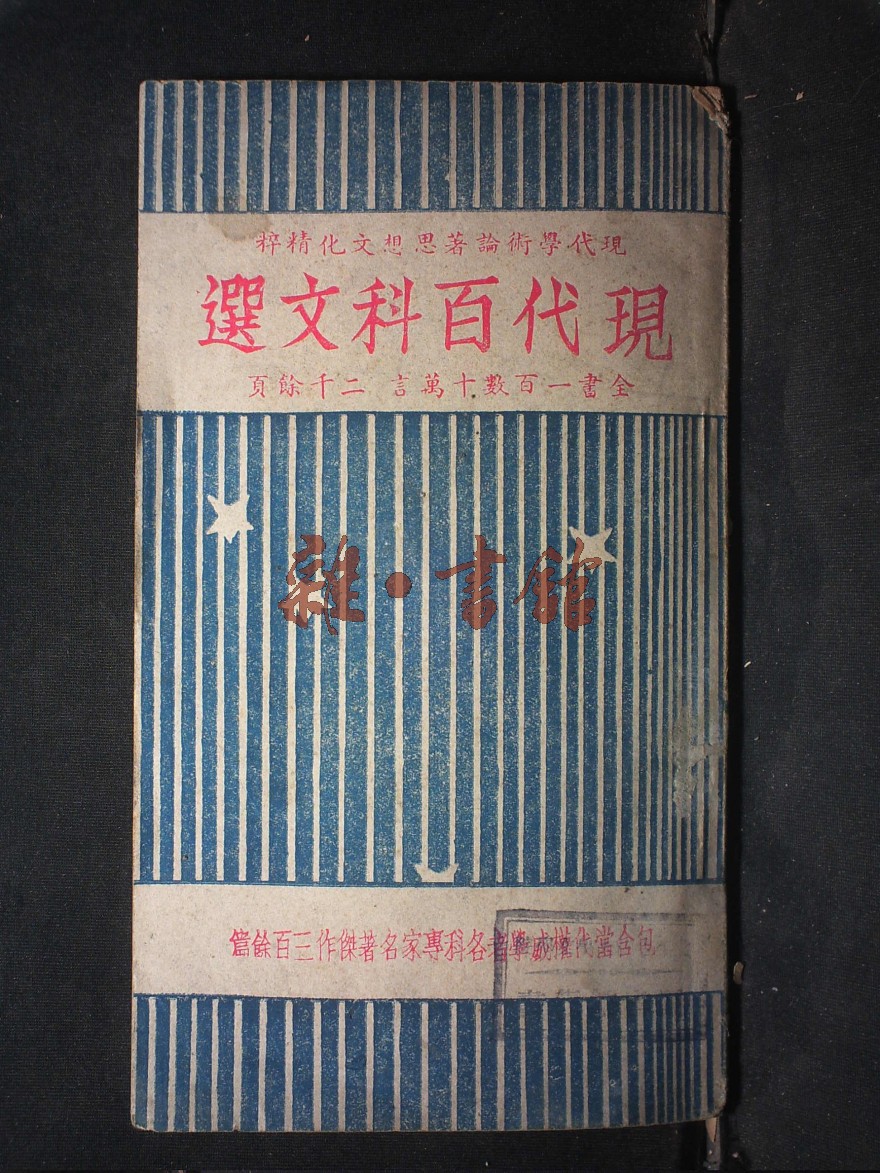 現代學術論著思想文化精粹
現代百科文選
全書一百數十萬言 二千餘頁
雜·書館
包含當代權威學者各科專家名著傑作三百餘篇